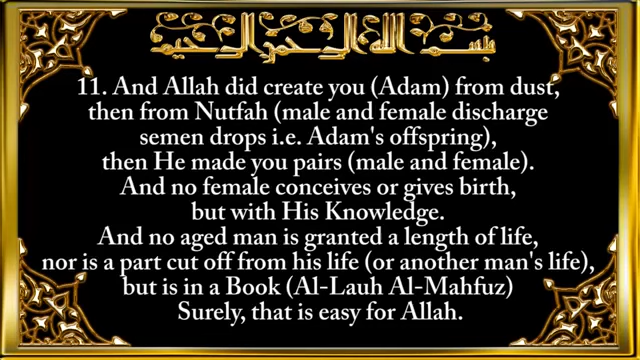 بسم الله الرحمن الرحيم
11. And Allah did create you (Adam) from dust,
then from Nutfah (male and female discharge
semen drops i.e. Adam's offspring),
then He made you pairs (male and female).
And no female conceives or gives birth,
but with His Knowledge.
And no aged man is granted a length of life,
nor is a part cut off from his life (or another man's life),
but is in a Book (Al-Lauh Al-Mahfuz)
Surely, that is easy for Allah.